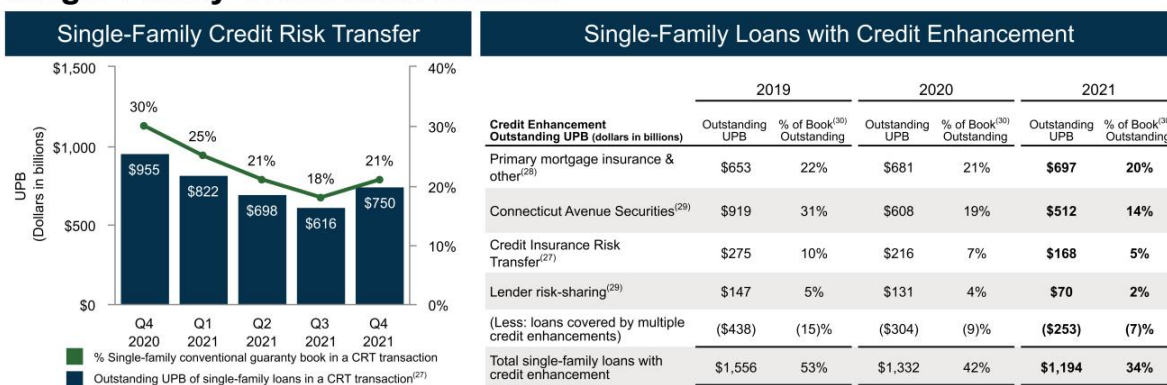 Single-Family Credit Risk Transfer
$1,500
$1,000
$500
$0
UPB
(Dollars in billions)
40%
30%
20%
10%
0%
30%
25%
21%
18%
21%
$955
$822
$698
$616
$750
Q4 Q1 Q2 Q3 Q4
2020 2021 2021 2021 2021
% Single-family conventional guaranty book in a CRT transaction
Outstanding UPB of single-family loans in a CRT transaction(27)
Single-Family Loans with Credit Enhancement
2019 2020 2021
Credit Enhancement Outstanding % of Book(30) Outstanding % of Book(30) Outstanding
Outstanding UPB (dollars in billions) UPB Outstanding UPB Outstanding UPB Outstanding
Primary mortgage insurance &
other(28) $653 22% $681 21% $697 20%
Connecticut Avenue Securities(29) $919 31% $608 19% $512 14%
Credit Insurance Risk
Transfer(27) $275 10% $216 7% $168 5%
Lender risk-sharing(29) $147 5% $131 4% $70 2%
(Less: loans covered by multiple
credit enhancements) ($438) (15)% ($304) (9)% ($253) (7)%
Total single-family loans with
credit enhancement $1,556 53% $1,332 42% $1,194 34%